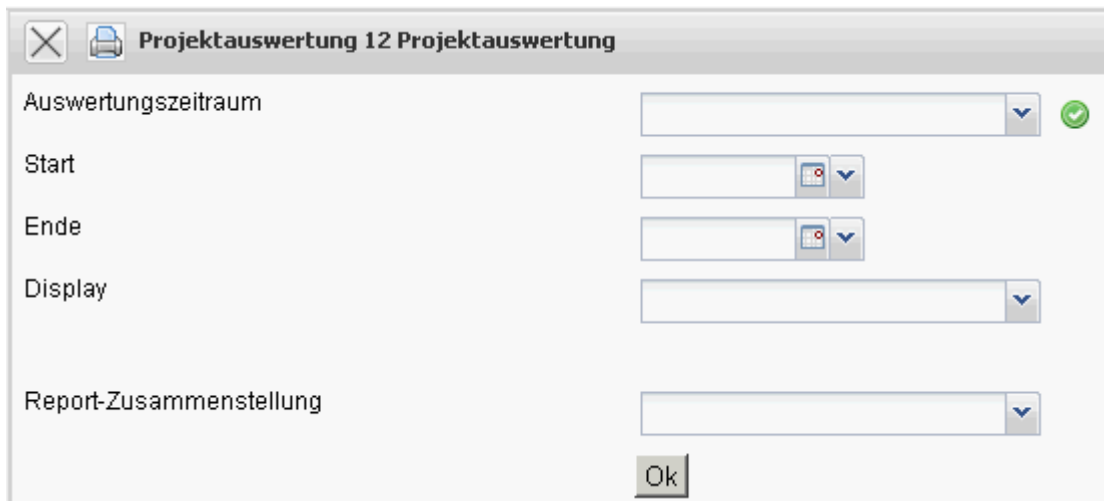 Projektauswertung 12 Projektauswertung
Auswertungszeitraum
Start
Ende
Display
Report-Zusammenstellung
Ok